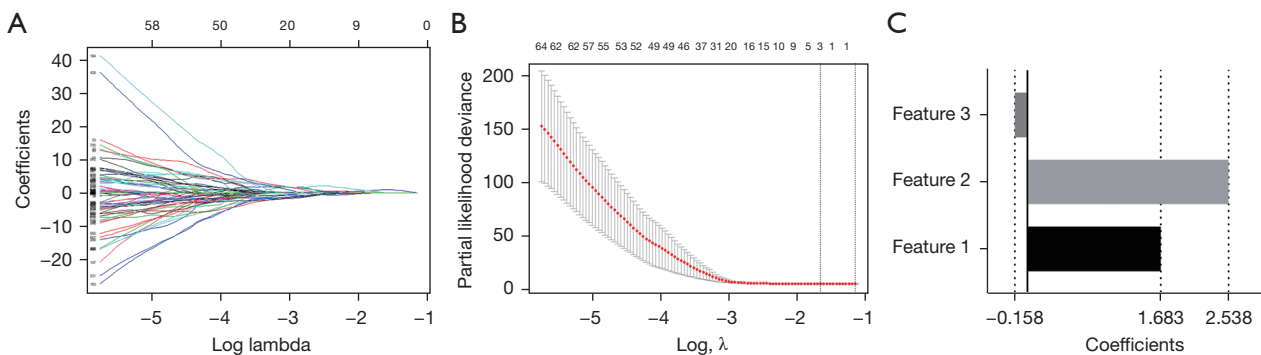 A
Log lambda
58 50 20 9 0
Coefficients
40
30
20
10
0
−10
−20
−5 −4 −3 −2 −1
Log lambda
B
64 62 62 57 55 53 52 49 49 46 37 31 20 16 15 10 9 5 3 1 1
Partial likelihood deviance
200
150
100
50
0
−5 −4 −3 −2 −1
Log, λ
C
Feature 3
Feature 2
Feature 1
−0.158 1.683 2.538
Coefficients